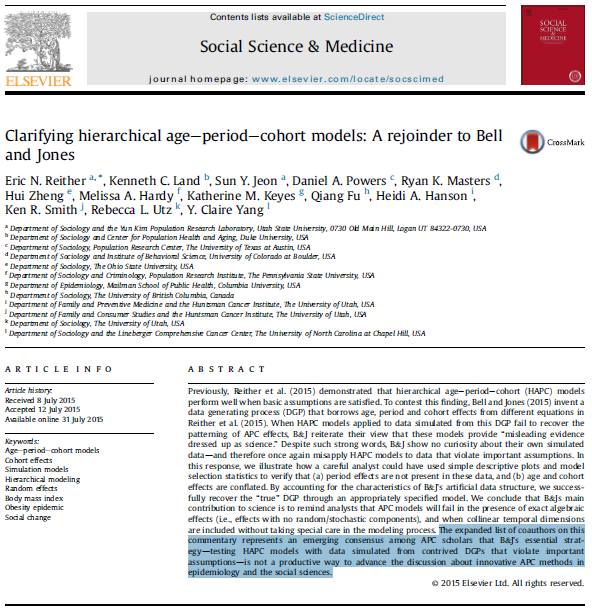 Contents lists available at ScienceDirect
Social Science & Medicine
journal homepage: www.elsevier.com/locate/socscimed
ELSEVIER
SOCIAL
SCIENCE
&
MEDICINE
Clarifying hierarchical age–period–cohort models: A rejoinder to Bell
and Jones
CrossMark
Eric N. Reither a,*, Kenneth C. Land b, Sun Y. Jeon a, Daniel A. Powers c, Ryan K. Masters d,
Hui Zheng e, Melissa A. Hardy f, Katherine M. Keyes g, Qiang Fu h, Heidi A. Hanson i,
Ken R. Smith j, Rebecca L. Utz k, Y. Claire Yang l
a Department of Sociology and the Yun Kim Population Research Laboratory, Utah State University, 0730 Old Main Hill, Logan UT 84322-0730, USA
b Department of Sociology and Center for Population Health and Aging, Duke University, USA
c Department of Sociology, Population Research Center, The University of Texas at Austin, USA
d Department of Sociology and Institute of Behavioral Science, University of Colorado at Boulder, USA
e Department of Sociology, The Ohio State University, USA
f Department of Sociology and Criminology, Population Research Institute, The Pennsylvania State University, USA
g Department of Epidemiology, Mailman School of Public Health, Columbia University, USA
h Department of Sociology, The University of British Columbia, Canada
i Department of Family and Preventive Medicine and the Huntsman Cancer Institute, The University of Utah, USA
j Department of Family and Consumer Studies and the Huntsman Cancer Institute, The University of Utah, USA
k Department of Sociology, The University of Utah, USA
l Department of Sociology and the Lineberger Comprehensive Cancer Center, The University of North Carolina at Chapel Hill, USA
ARTICLE INFO
Article history:
Received 8 July 2015
Accepted 12 July 2015
Available online 31 July 2015
Keywords:
Age–period–cohort models
Cohort effects
Simulation models
Hierarchical modeling
Random effects
Body mass index
Obesity epidemic
Social change
ABSTRACT
Previously, Reither et al. (2015) demonstrated that hierarchical age–period–cohort (HAPC) models
perform well when basic assumptions are satisfied. To contest this finding, Bell and Jones (2015) invent a
data generating process (DGP) that borrows age, period and cohort effects from different equations in
Reither et al. (2015). When HAPC models applied to data simulated from this DGP fail to recover the
patterning of APC effects, B&J reiterate their view that these models provide “misleading evidence
dressed up as science.” Despite such strong words, B&J show no curiosity about their own simulated
data—and therefore once again misapply HAPC models to data that violate important assumptions. In
this response, we illustrate how a careful analyst could have used simple descriptive plots and model
selection statistics to verify that (a) period effects are not present in these data, and (b) age and cohort
effects are conflated. By accounting for the characteristics of B&J's artificial data structure, we success-
fully recover the “true” DGP through an appropriately specified model. We conclude that B&Js main
contribution to science is to remind analysts that APC models will fail in the presence of exact algebraic
effects (i.e., effects with no random/stochastic components), and when collinear temporal dimensions
are included without taking special care in the modeling process. The expanded list of coauthors on this
commentary represents an emerging consensus among APC scholars that B&J's essential strat-
egy—testing HAPC models with data simulated from contrived DGPs that violate important
assumptions—is not a productive way to advance the discussion about innovative APC methods in
epidemiology and the social sciences.
© 2015 Elsevier Ltd. All rights reserved.